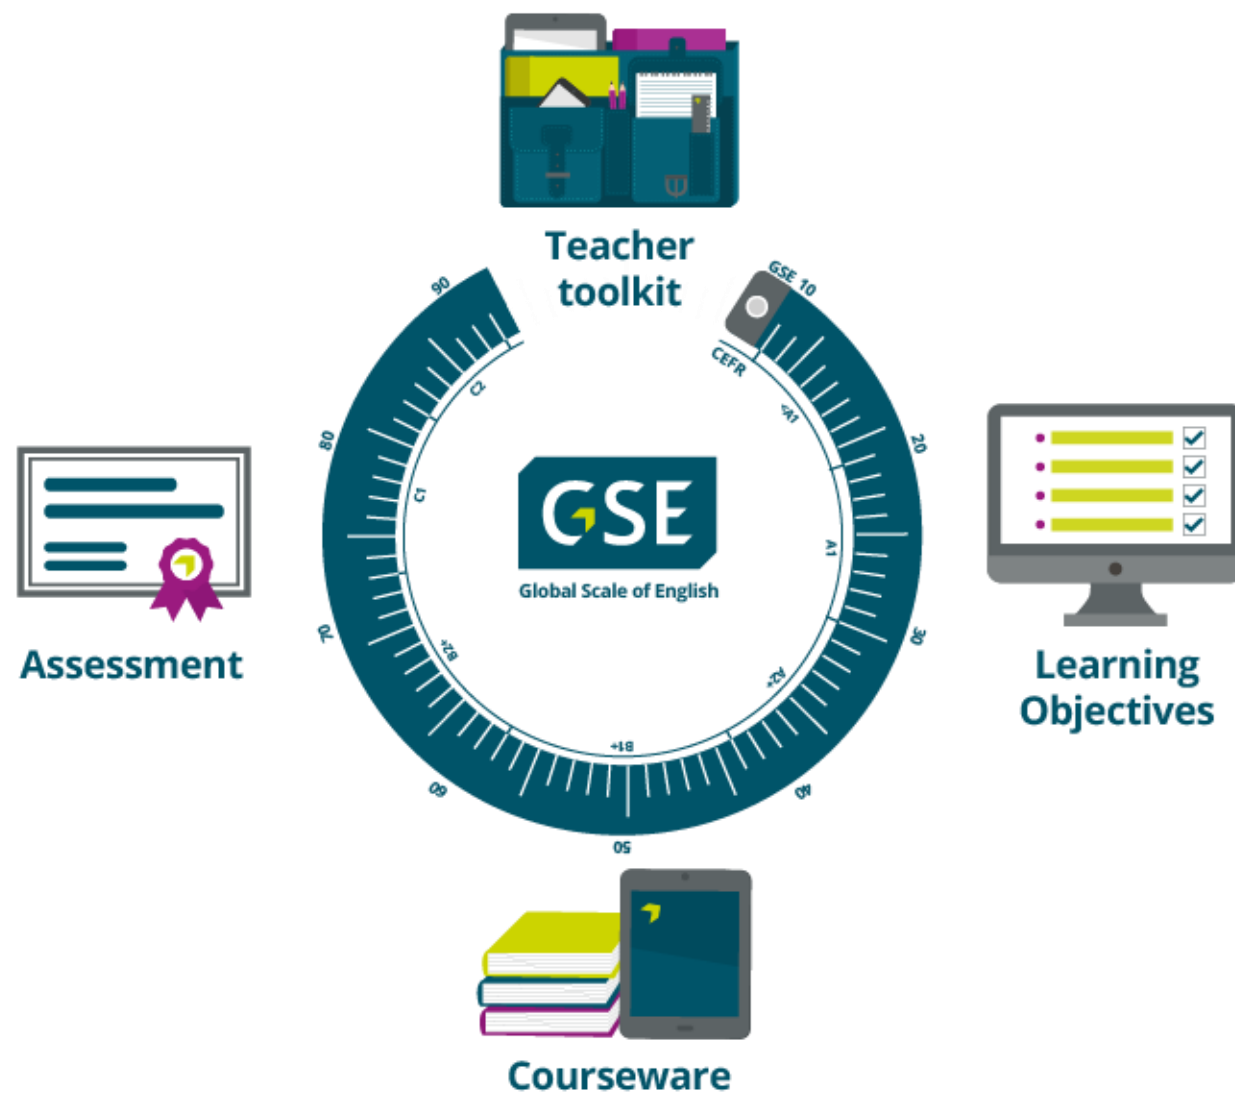 Teacher
toolkit
GSE 10
20
30
40
50
60
70
80
90
CEFR
<A1
A1
A2+
B1+
B2+
C1
C2
GSE
Global Scale of English
Assessment
Learning
Objectives
Courseware